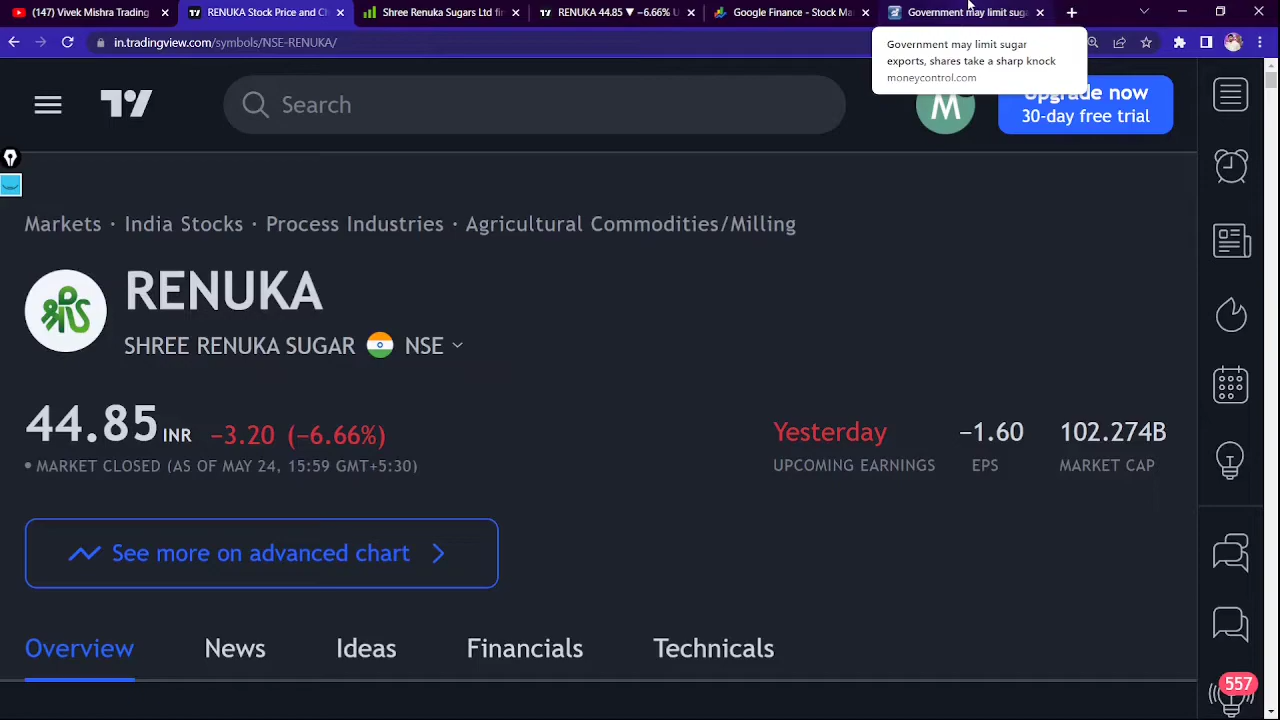 (147) Vivek Mishra Trading
RENUKA Stock Price and Ch
Shree Renuka Sugars Ltd fi
RENUKA 44.85 ▼ −6.66% U
Google Finance - Stock Ma
Government may limit suga
in.tradingview.com/symbols/NSE-RENUKA/
Government may limit sugar
exports, shares take a sharp knock
moneycontrol.com
Search
M
Upgrade now
30-day free trial
Markets · India Stocks · Process Industries · Agricultural Commodities/Milling
श्री
RENUKA
SHREE RENUKA SUGAR NSE
44.85 INR −3.20 (−6.66%)
• MARKET CLOSED (AS OF MAY 24, 15:59 GMT+5:30)
Yesterday −1.60 102.274B
UPCOMING EARNINGS EPS MARKET CAP
See more on advanced chart
Overview News Ideas Financials Technicals
557